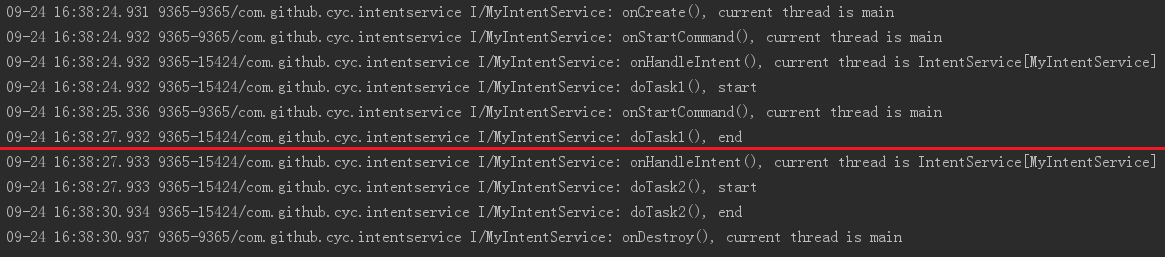 09-24 16:38:24.931 9365-9365/com.github.cyc.intentservice I/MyIntentService: onCreate(), current thread is main
09-24 16:38:24.932 9365-9365/com.github.cyc.intentservice I/MyIntentService: onStartCommand(), current thread is main
09-24 16:38:24.932 9365-15424/com.github.cyc.intentservice I/MyIntentService: onHandleIntent(), current thread is IntentService[MyIntentService]
09-24 16:38:24.932 9365-15424/com.github.cyc.intentservice I/MyIntentService: doTask1(), start
09-24 16:38:25.336 9365-9365/com.github.cyc.intentservice I/MyIntentService: onStartCommand(), current thread is main
09-24 16:38:27.932 9365-15424/com.github.cyc.intentservice I/MyIntentService: doTask1(), end
09-24 16:38:27.933 9365-15424/com.github.cyc.intentservice I/MyIntentService: onHandleIntent(), current thread is IntentService[MyIntentService]
09-24 16:38:27.933 9365-15424/com.github.cyc.intentservice I/MyIntentService: doTask2(), start
09-24 16:38:30.934 9365-15424/com.github.cyc.intentservice I/MyIntentService: doTask2(), end
09-24 16:38:30.937 9365-9365/com.github.cyc.intentservice I/MyIntentService: onDestroy(), current thread is main